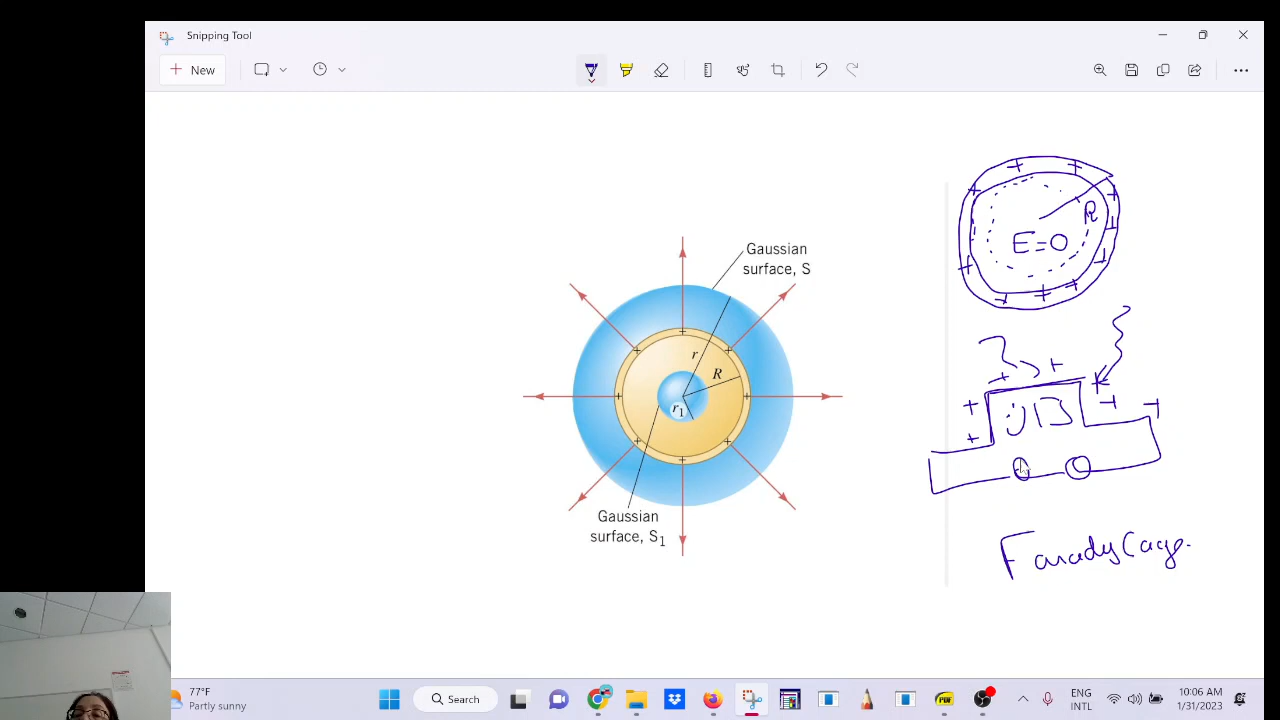 Snipping Tool
New
Gaussian
surface, S
r
R
r1
Gaussian
surface, S1
R
E=0
Farady Cage.
77°F
Partly sunny
Search
ENG
INTL
10:06 AM
1/31/2023